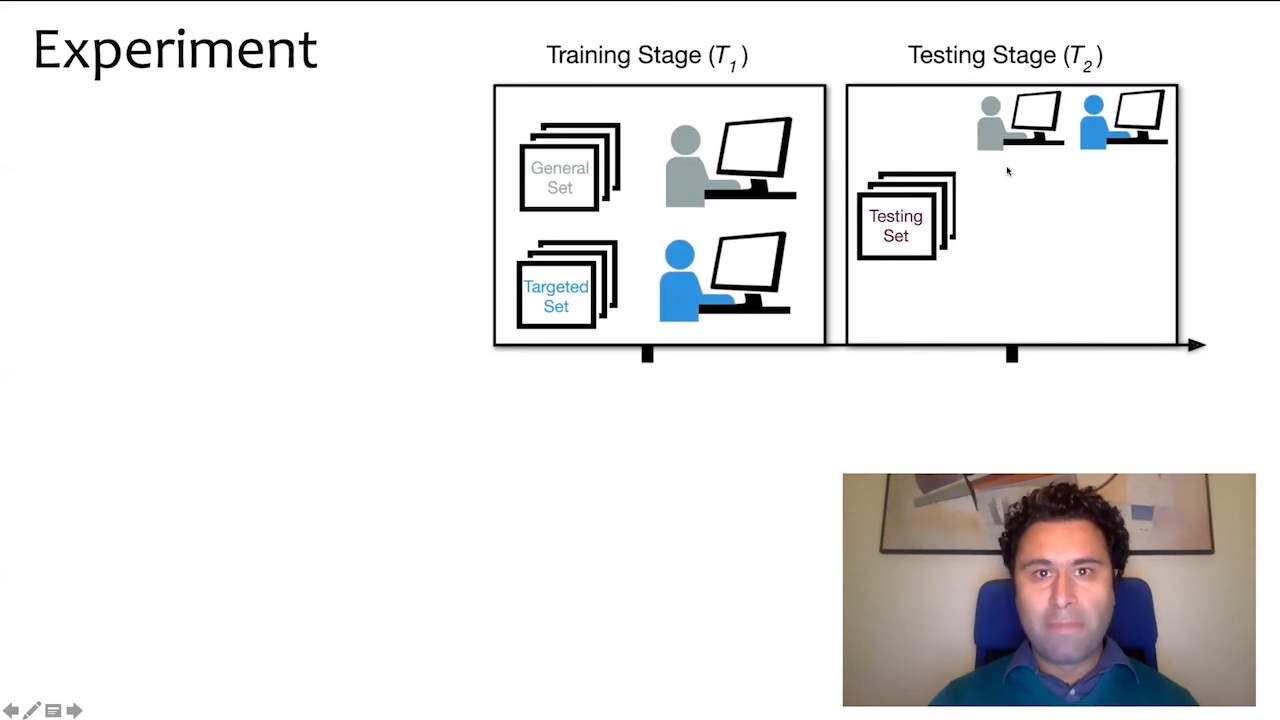 Experiment
Training Stage (T1)
Testing Stage (T2)
General
Set
Targeted
Set
Testing
Set